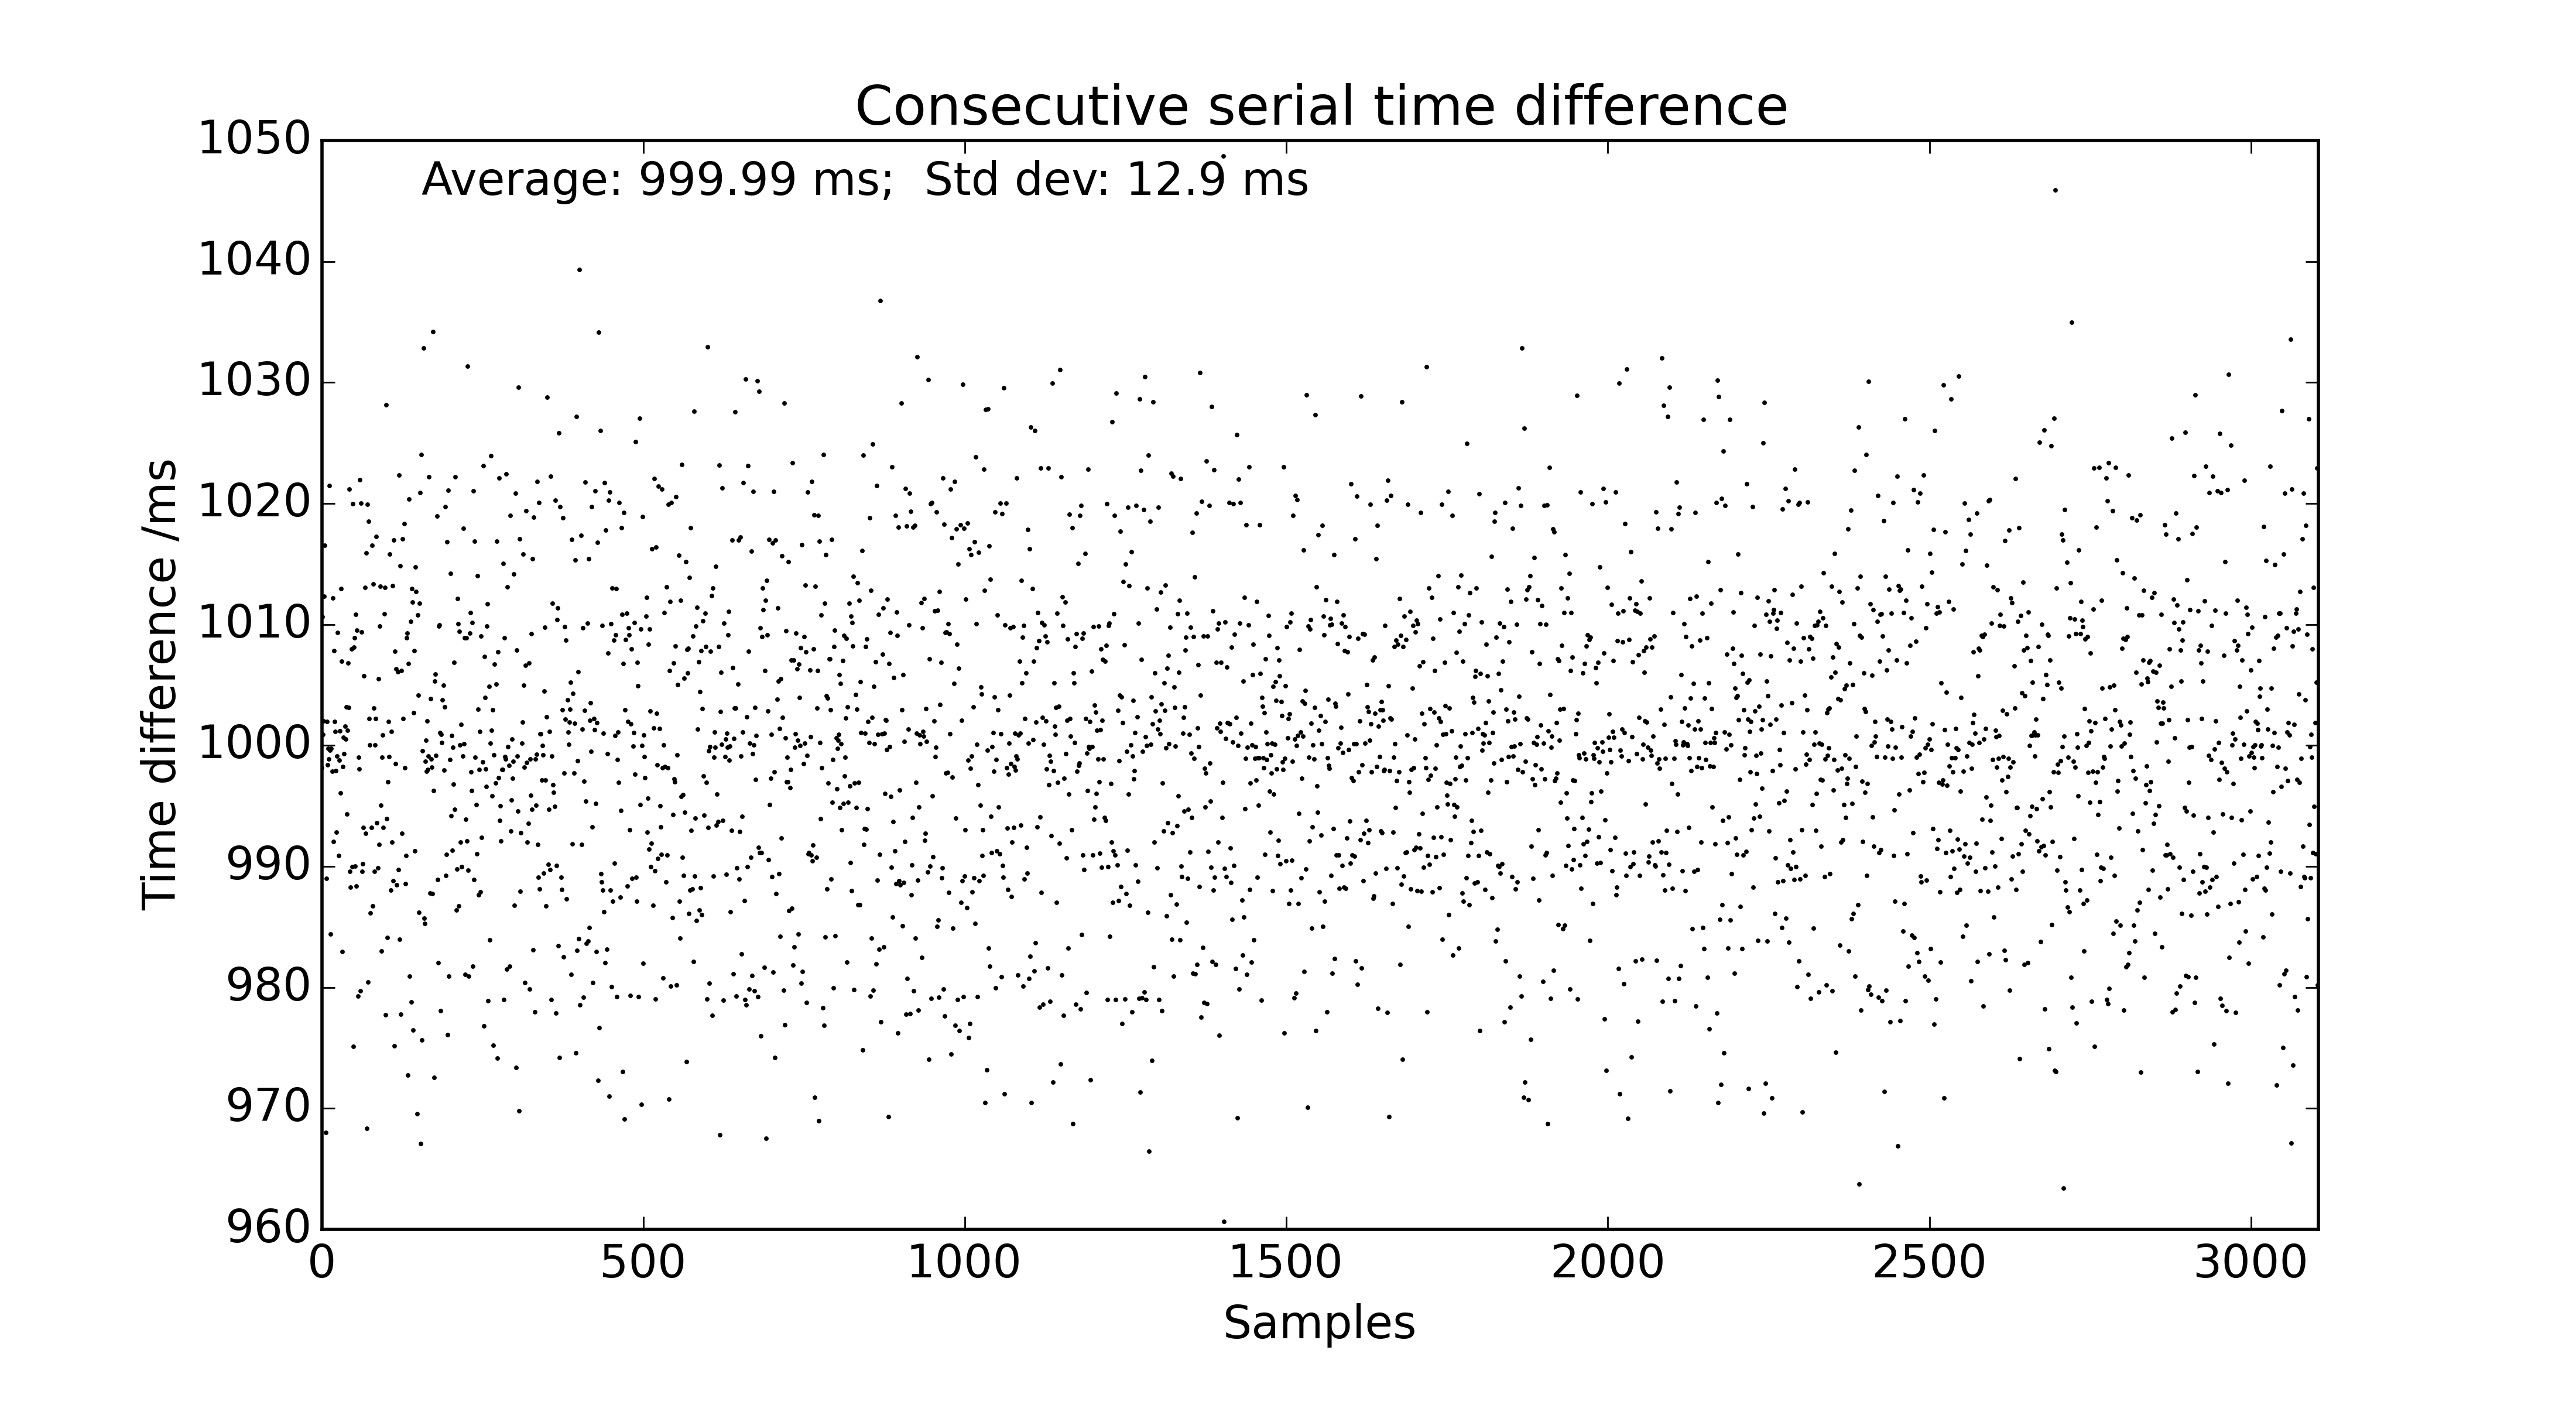 Consecutive serial time difference
Average: 999.99 ms;  Std dev: 12.9 ms
1050
1040
1030
1020
1010
1000
990
980
970
960
Time difference /ms
0 500 1000 1500 2000 2500 3000
Samples